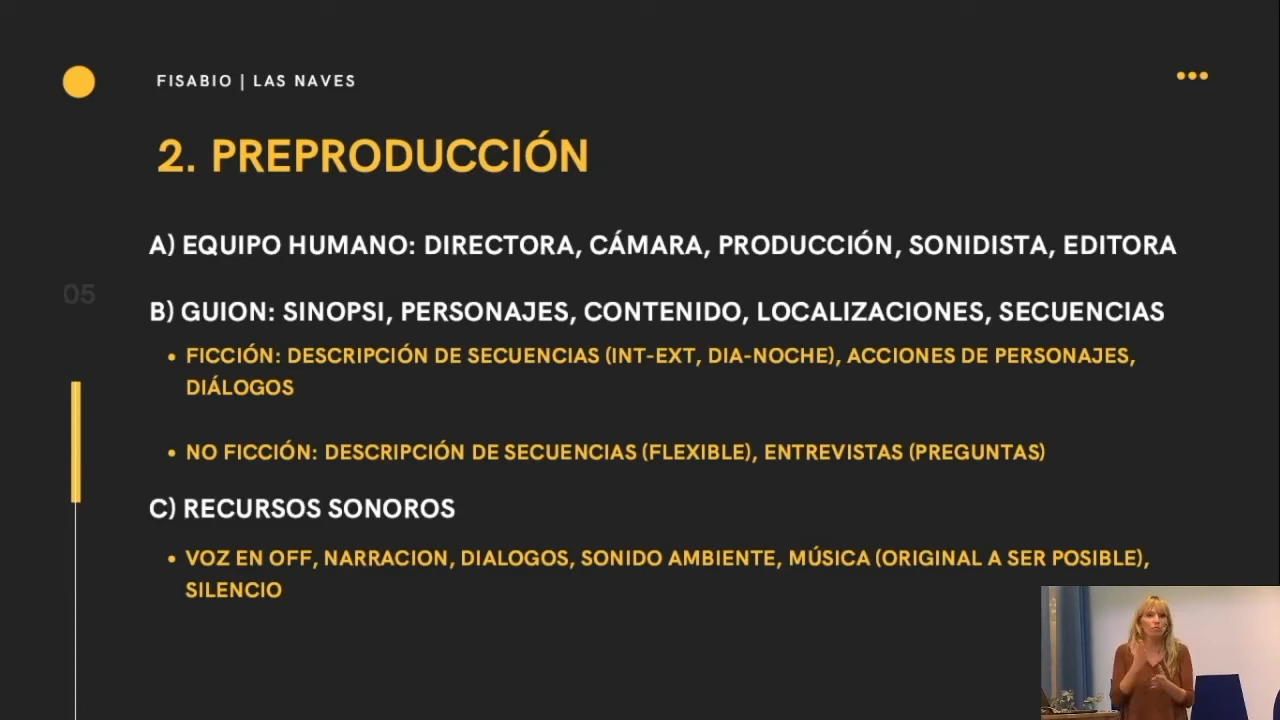 FISABIO | LAS NAVES
2. PREPRODUCCIÓN
A) EQUIPO HUMANO: DIRECTORA, CÁMARA, PRODUCCIÓN, SONIDISTA, EDITORA
05
B) GUION: SINOPSI, PERSONAJES, CONTENIDO, LOCALIZACIONES, SECUENCIAS
• FICCIÓN: DESCRIPCIÓN DE SECUENCIAS (INT-EXT, DIA-NOCHE), ACCIONES DE PERSONAJES,
DIÁLOGOS
• NO FICCIÓN: DESCRIPCIÓN DE SECUENCIAS (FLEXIBLE), ENTREVISTAS (PREGUNTAS)
C) RECURSOS SONOROS
• VOZ EN OFF, NARRACION, DIALOGOS, SONIDO AMBIENTE, MÚSICA (ORIGINAL A SER POSIBLE),
SILENCIO